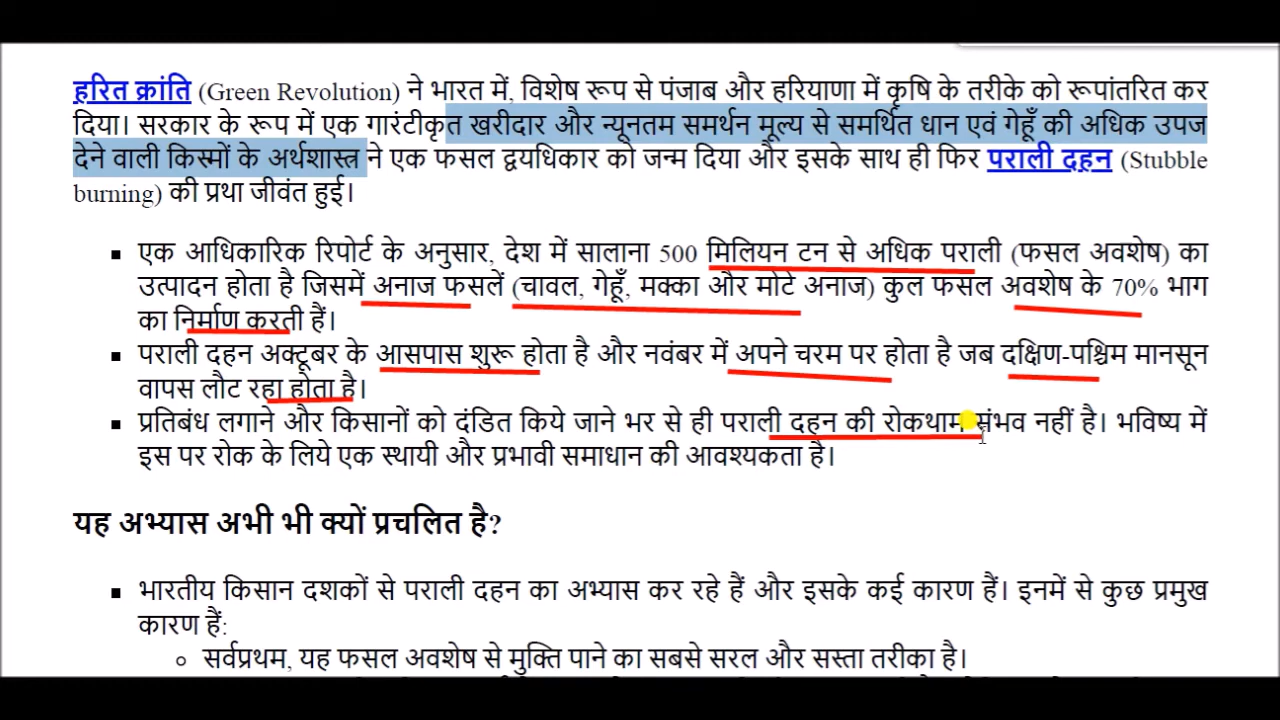 हरित क्रांति (Green Revolution) ने भारत में, विशेष रूप से पंजाब और हरियाणा में कृषि के तरीके को रूपांतरित कर
दिया। सरकार के रूप में एक गारंटीकृत खरीदार और न्यूनतम समर्थन मूल्य से समर्थित धान एवं गेहूँ की अधिक उपज
देने वाली किस्मों के अर्थशास्त्र ने एक फसल द्वयधिकार को जन्म दिया और इसके साथ ही फिर पराली दहन (Stubble
burning) की प्रथा जीवंत हुई।
▪ एक आधिकारिक रिपोर्ट के अनुसार, देश में सालाना 500 मिलियन टन से अधिक पराली (फसल अवशेष) का
उत्पादन होता है जिसमें अनाज फसलें (चावल, गेहूँ, मक्का और मोटे अनाज) कुल फसल अवशेष के 70% भाग
का निर्माण करती हैं।
▪ पराली दहन अक्टूबर के आसपास शुरू होता है और नवंबर में अपने चरम पर होता है जब दक्षिण-पश्चिम मानसून
वापस लौट रहा होता है।
▪ प्रतिबंध लगाने और किसानों को दंडित किये जाने भर से ही पराली दहन की रोकथाम संभव नहीं है। भविष्य में
इस पर रोक के लिये एक स्थायी और प्रभावी समाधान की आवश्यकता है।
यह अभ्यास अभी भी क्यों प्रचलित है?
▪ भारतीय किसान दशकों से पराली दहन का अभ्यास कर रहे हैं और इसके कई कारण हैं। इनमें से कुछ प्रमुख
कारण हैं:
○ सर्वप्रथम, यह फसल अवशेष से मुक्ति पाने का सबसे सरल और सस्ता तरीका है।